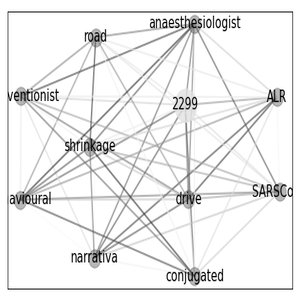 anaesthesiologist
road
ventionist
2299
ALR
shrinkage
avioural
drive
SARSCo
narrativa
conjugated